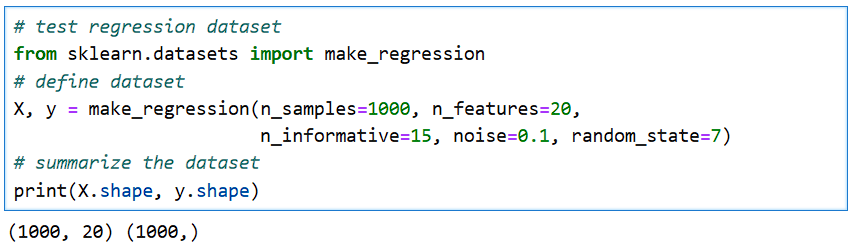 # test regression dataset
from sklearn.datasets import make_regression
# define dataset
X, y = make_regression(n_samples=1000, n_features=20,
                       n_informative=15, noise=0.1, random_state=7)
# summarize the dataset
print(X.shape, y.shape)
(1000, 20) (1000,)